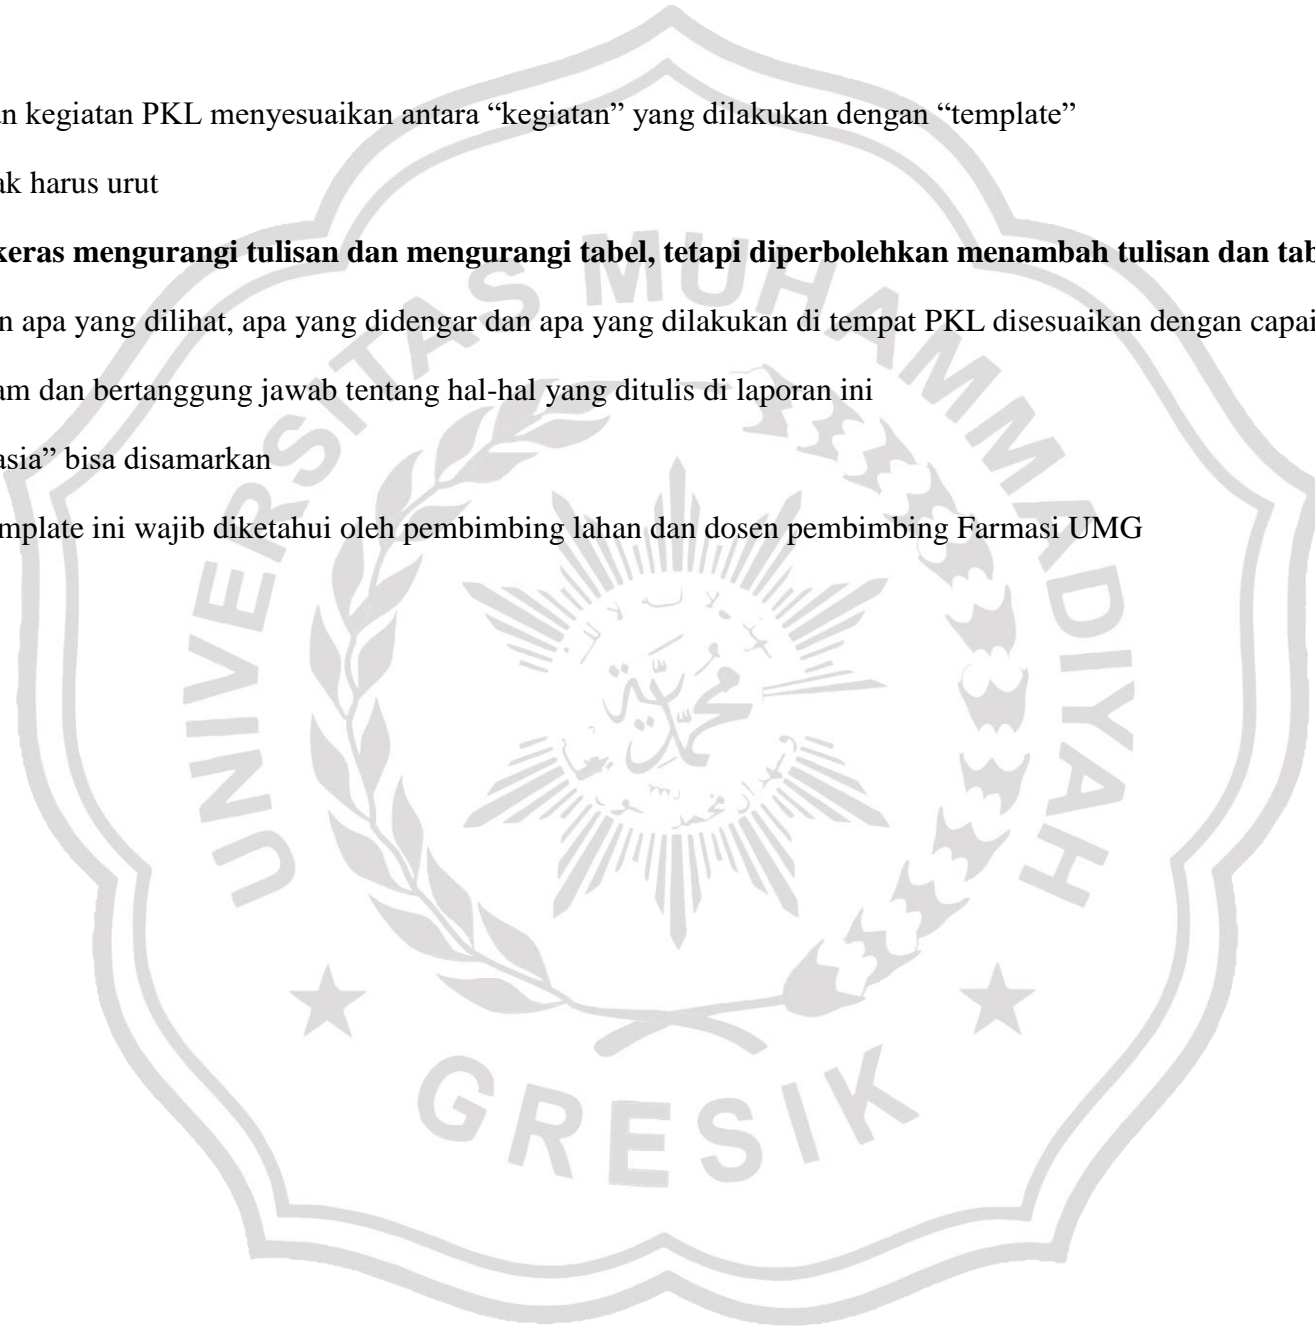 an kegiatan PKL menyesuaikan antara “kegiatan” yang dilakukan dengan “template”
ak harus urut
keras mengurangi tulisan dan mengurangi tabel, tetapi diperbolehkan menambah tulisan dan tab
n apa yang dilihat, apa yang didengar dan apa yang dilakukan di tempat PKL disesuaikan dengan capai
am dan bertanggung jawab tentang hal-hal yang ditulis di laporan ini
asia” bisa disamarkan
mplate ini wajib diketahui oleh pembimbing lahan dan dosen pembimbing Farmasi UMG
UNIVERSITAS MUHAMMADIYAH
محمدية
GRESIK